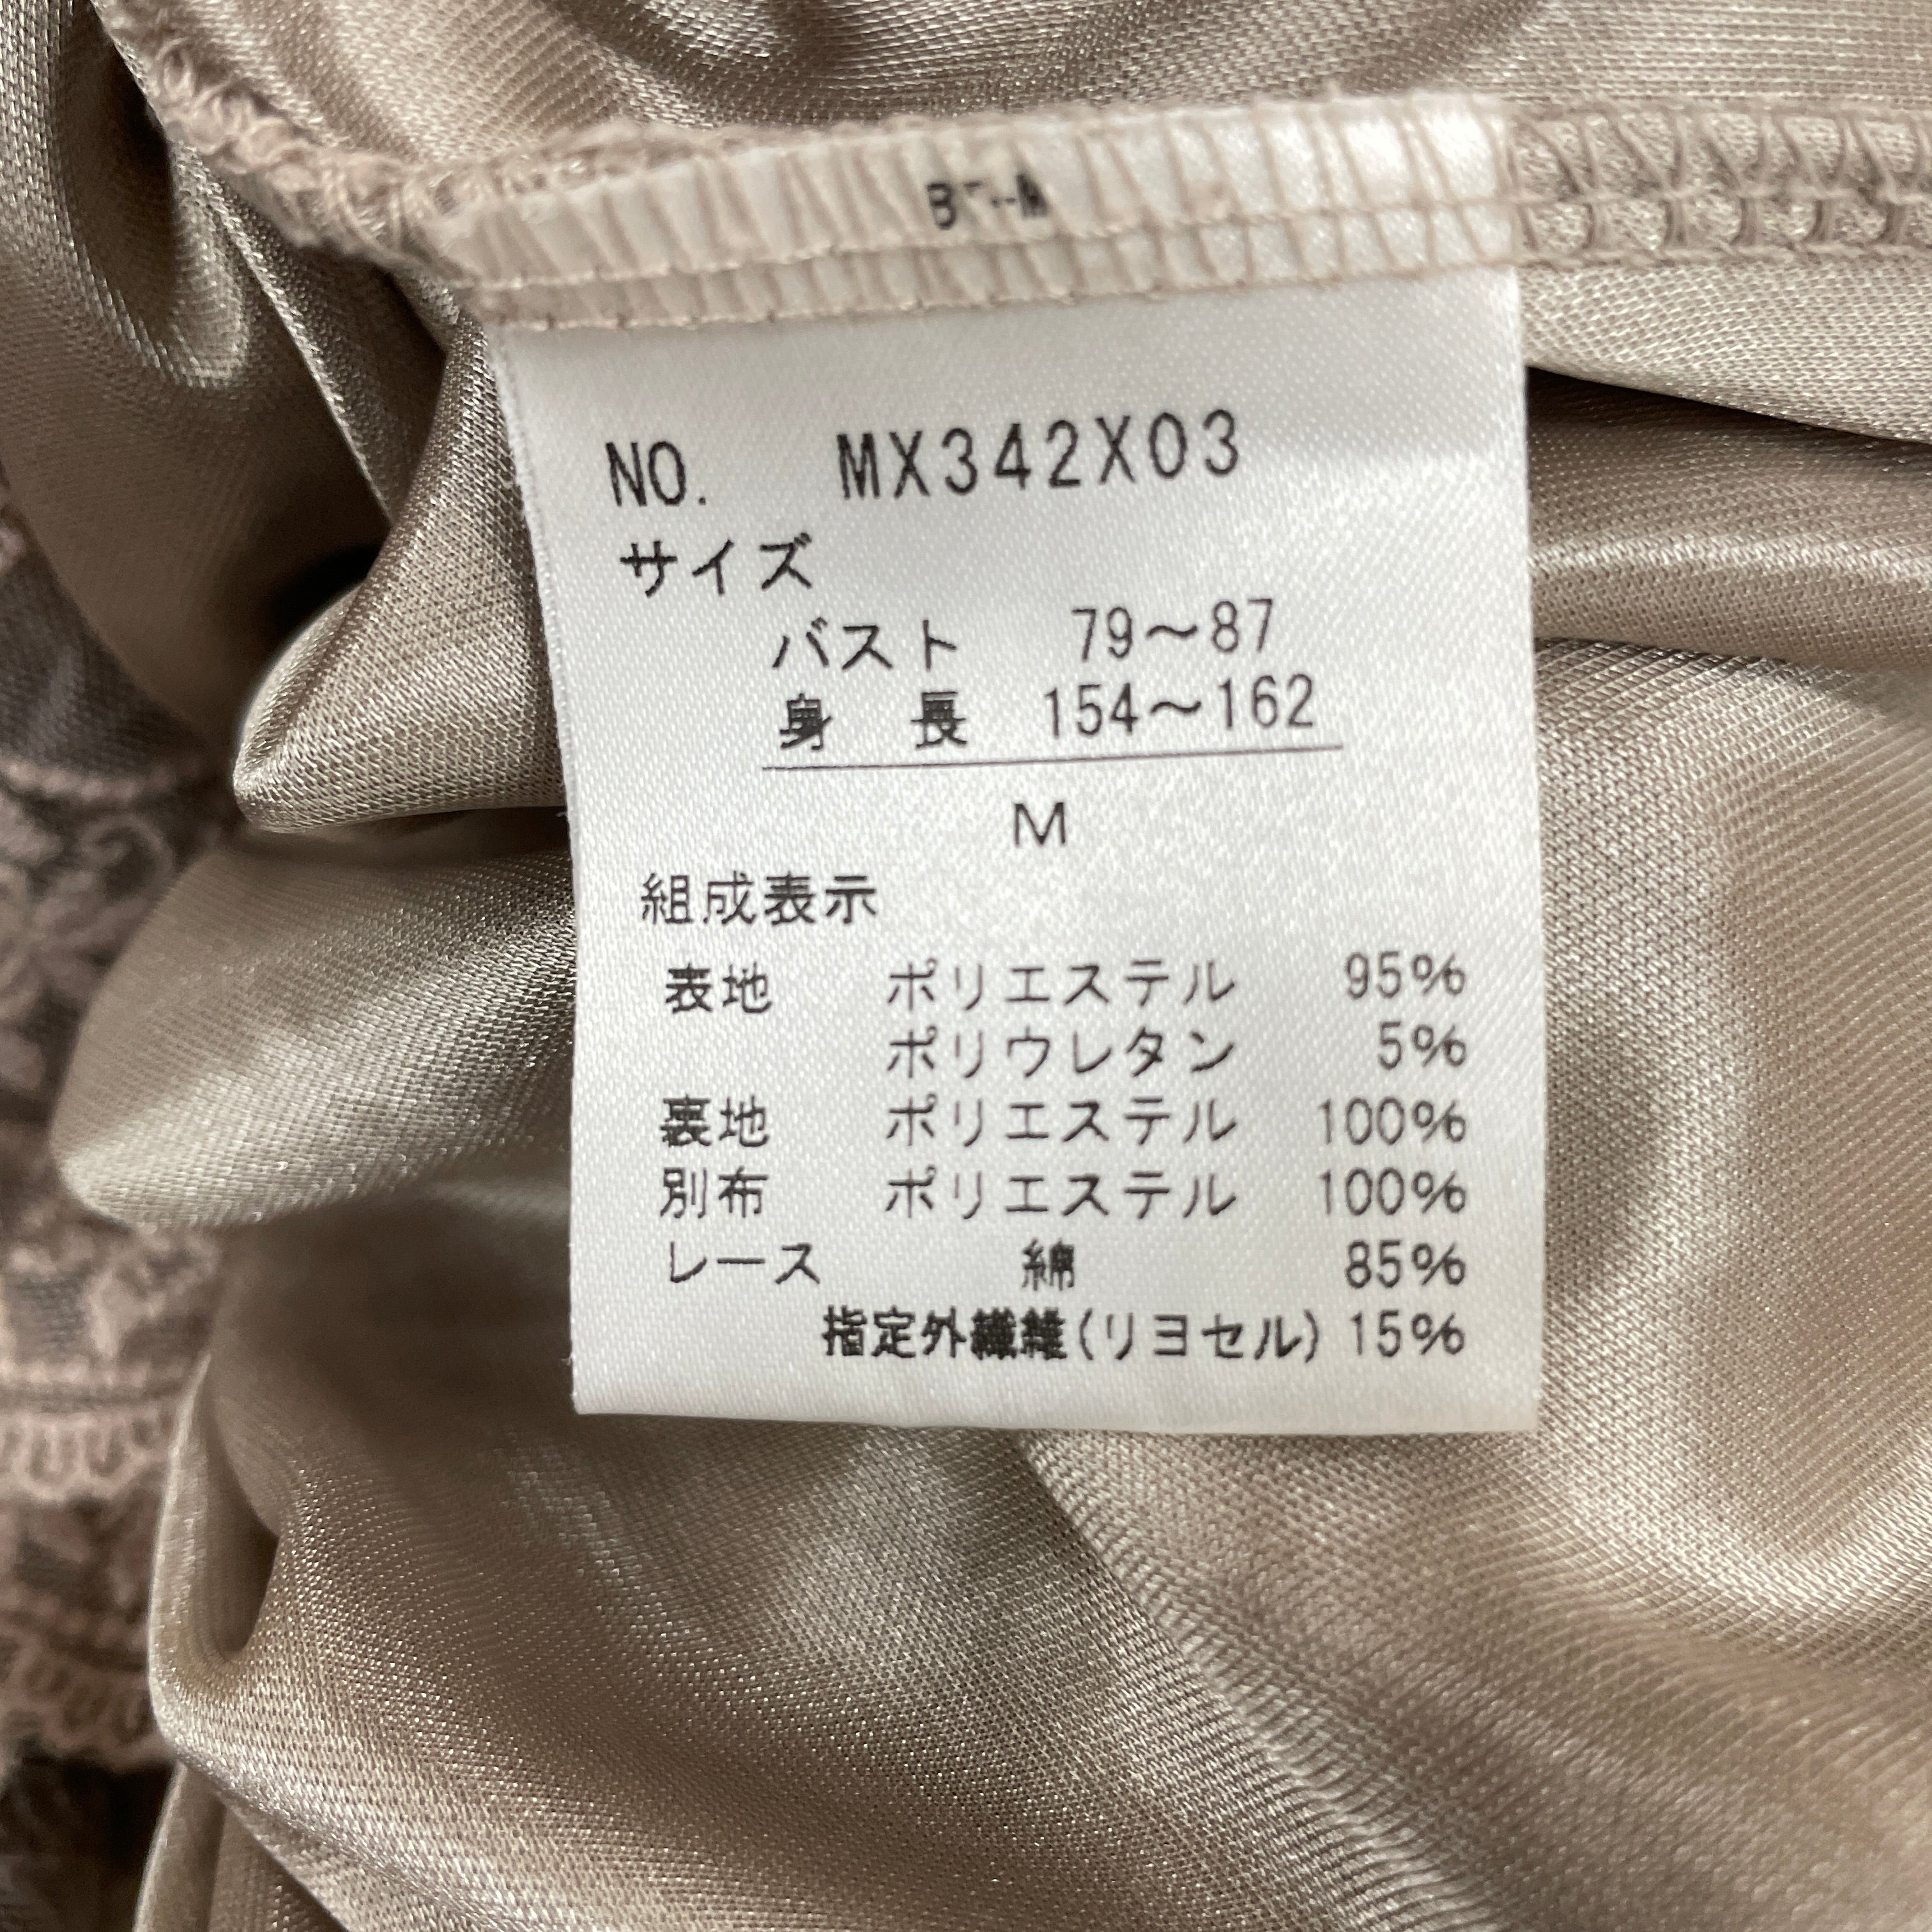 NO. MX342X03
サイズ
バスト 79～87
身 長 154～162
M
組成表示
表地 ポリエステル 95%
ポリウレタン 5%
裏地 ポリエステル 100%
別布 ポリエステル 100%
レース 綿 85%
指定外繊維(リヨセル) 15%